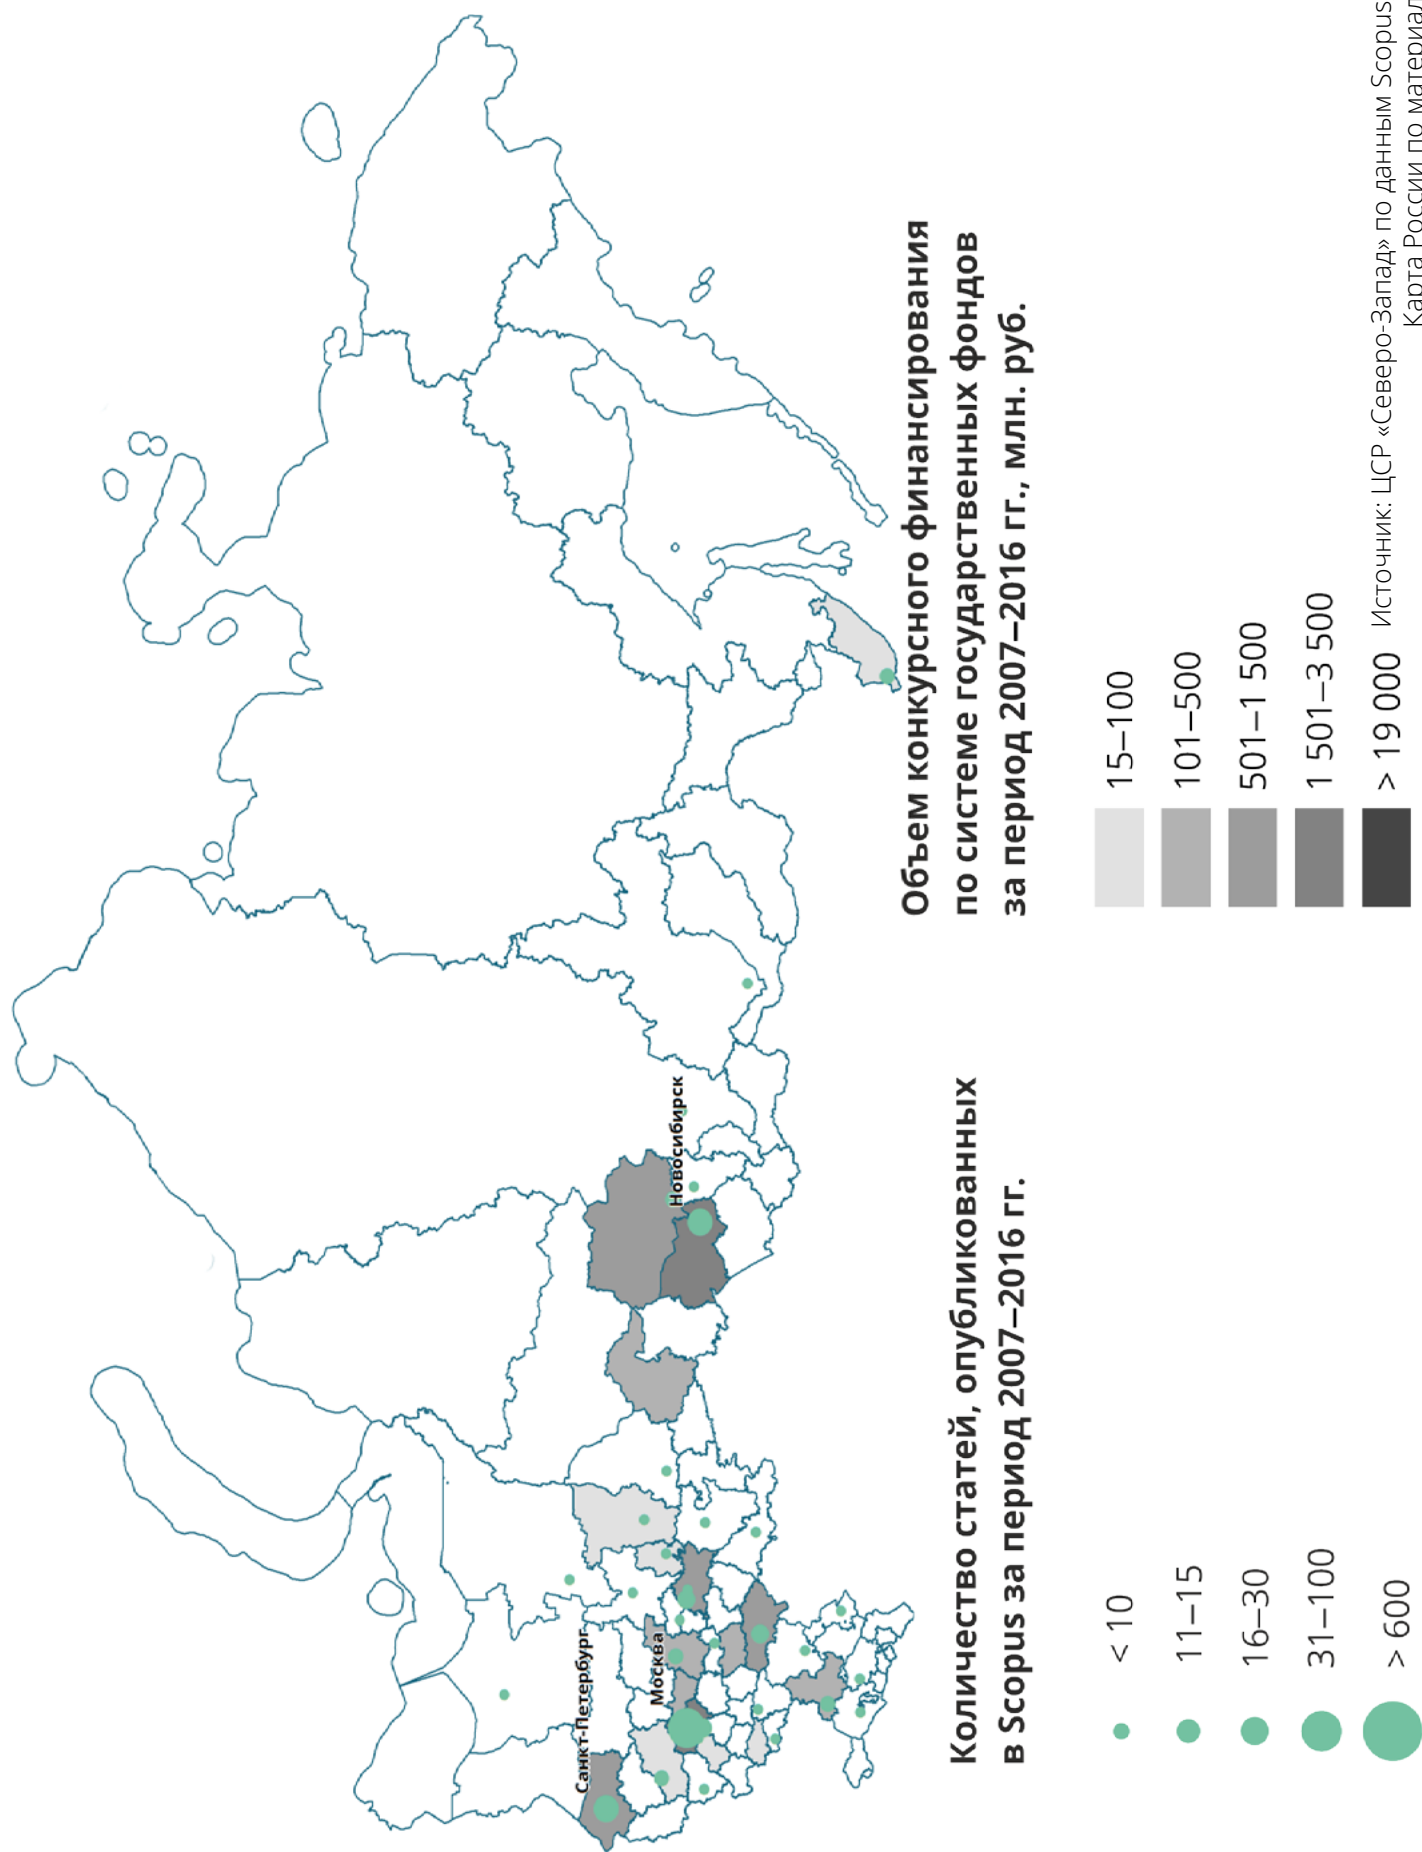 Санкт-Петербург
Москва
Новосибирск
Количество статей, опубликованных
в Scopus за период 2007–2016 гг.
< 10
11–15
16–30
31–100
> 600
Объем конкурсного финансирования
по системе государственных фондов
за период 2007–2016 гг., млн. руб.
15–100
101–500
501–1 500
1 501–3 500
> 19 000
Источник: ЦСР «Северо-Запад» по данным Scopus
Карта России по